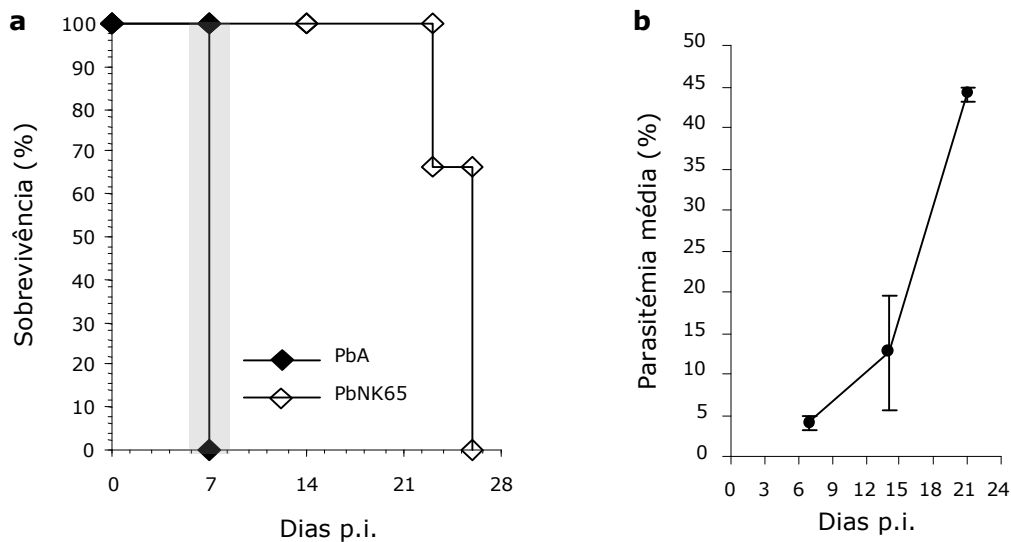 a
100
90
80
70
60
50
40
30
20
10
0
Sobrevivência (%)
PbA
PbNK65
0 7 14 21 28
Dias p.i.
b
50
45
40
35
30
25
20
15
10
5
0
Parasitémia média (%)
0 3 6 9 12 15 18 21 24
Dias p.i.